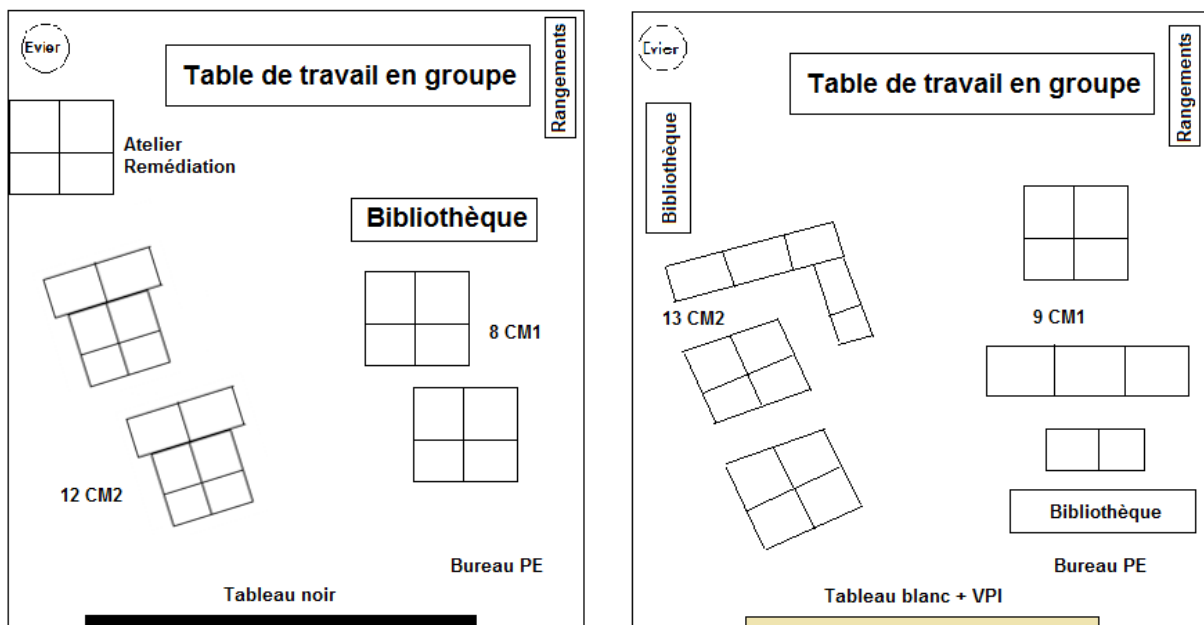 Evier
Table de travail en groupe
Rangements
Atelier
Remédiation
Bibliothèque
8 CM1
12 CM2
Bureau PE
Tableau noir
Evier
Table de travail en groupe
Rangements
Bibliothèque
13 CM2
9 CM1
Bibliothèque
Bureau PE
Tableau blanc + VPI